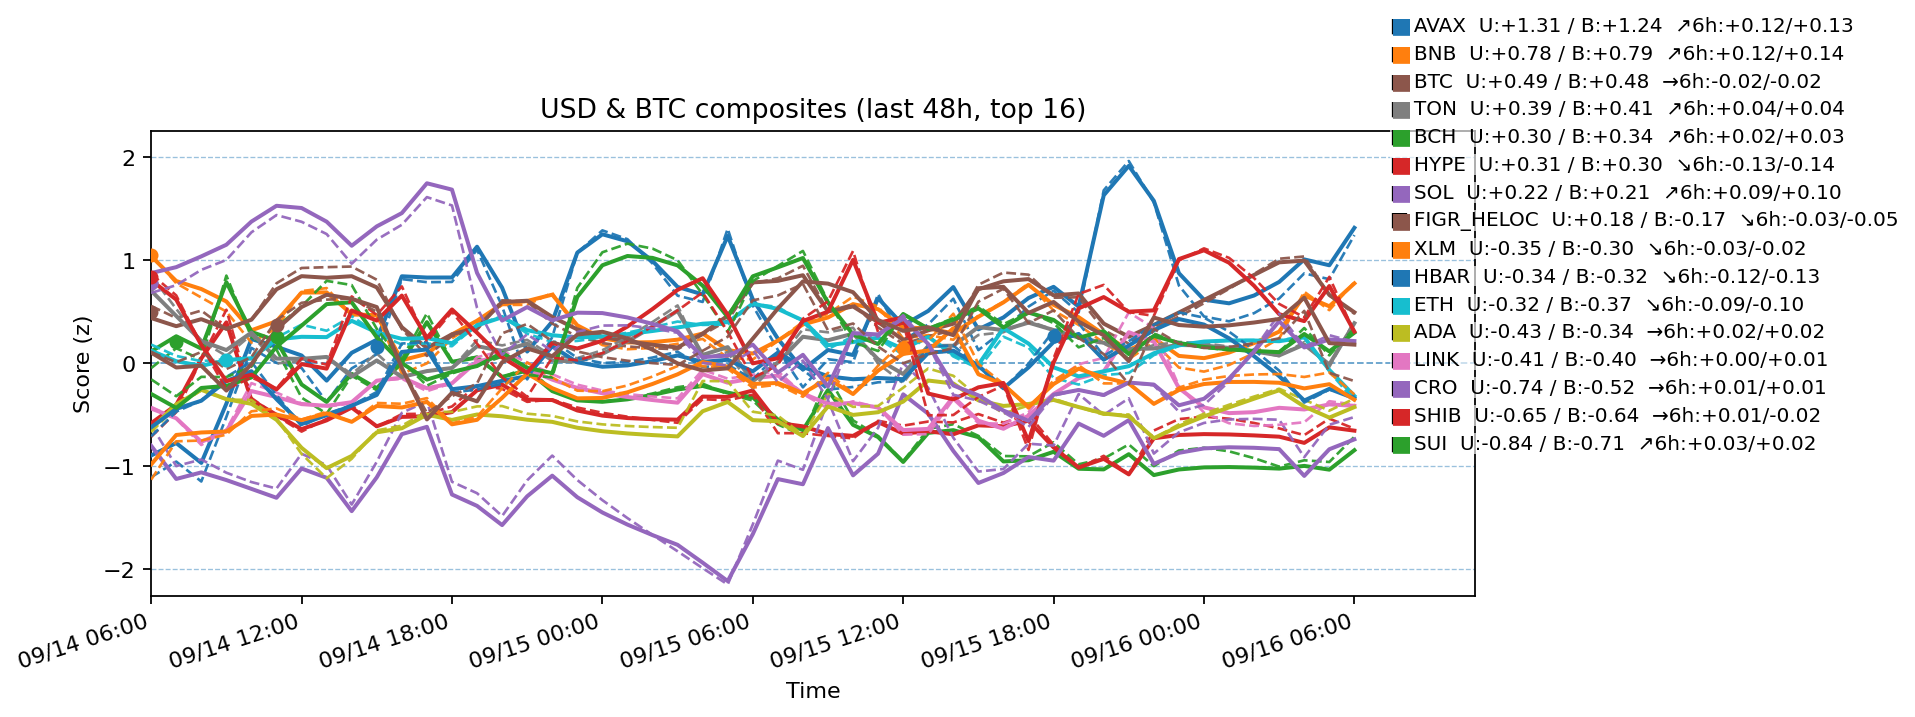 AVAX  U:+1.31 / B:+1.24  ↗6h:+0.12/+0.13
BNB  U:+0.78 / B:+0.79  ↗6h:+0.12/+0.14
BTC  U:+0.49 / B:+0.48  →6h:-0.02/-0.02
TON  U:+0.39 / B:+0.41  ↗6h:+0.04/+0.04
BCH  U:+0.30 / B:+0.34  ↗6h:+0.02/+0.03
HYPE  U:+0.31 / B:+0.30  ↘6h:-0.13/-0.14
SOL  U:+0.22 / B:+0.21  ↗6h:+0.09/+0.10
FIGR_HELOC  U:+0.18 / B:-0.17  ↘6h:-0.03/-0.05
XLM  U:-0.35 / B:-0.30  ↘6h:-0.03/-0.02
HBAR  U:-0.34 / B:-0.32  ↘6h:-0.12/-0.13
ETH  U:-0.32 / B:-0.37  ↘6h:-0.09/-0.10
ADA  U:-0.43 / B:-0.34  →6h:+0.02/+0.02
LINK  U:-0.41 / B:-0.40  →6h:+0.00/+0.01
CRO  U:-0.74 / B:-0.52  →6h:+0.01/+0.01
SHIB  U:-0.65 / B:-0.64  →6h:+0.01/-0.02
SUI  U:-0.84 / B:-0.71  ↗6h:+0.03/+0.02
USD & BTC composites (last 48h, top 16)
Score (z)
2
1
0
−1
−2
09/14 06:00
09/14 12:00
09/14 18:00
09/15 00:00
09/15 06:00
09/15 12:00
09/15 18:00
09/16 00:00
09/16 06:00
Time